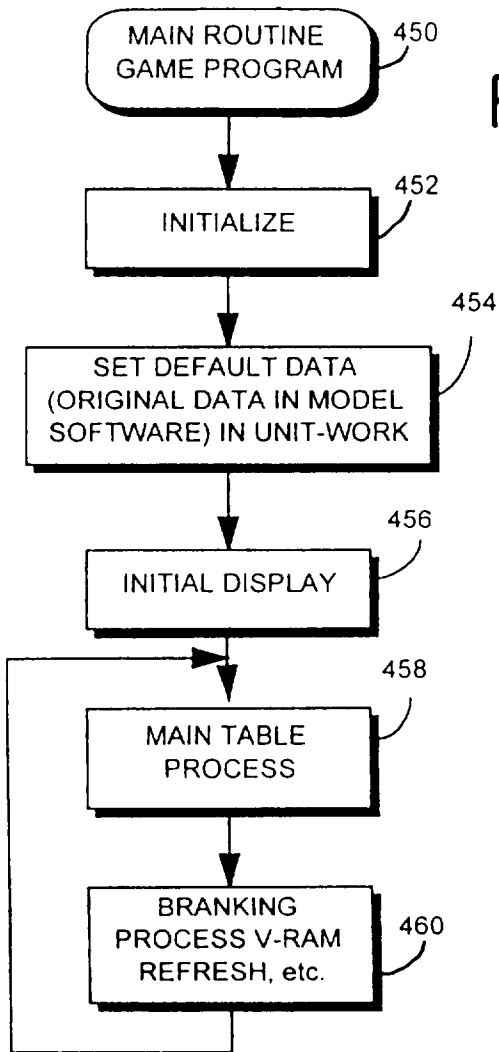 MAIN ROUTINE
GAME PROGRAM
450
INITIALIZE
452
SET DEFAULT DATA
(ORIGINAL DATA IN MODEL
SOFTWARE) IN UNIT-WORK
454
INITIAL DISPLAY
456
MAIN TABLE
PROCESS
458
BRANKING
PROCESS V-RAM
REFRESH, etc.
460